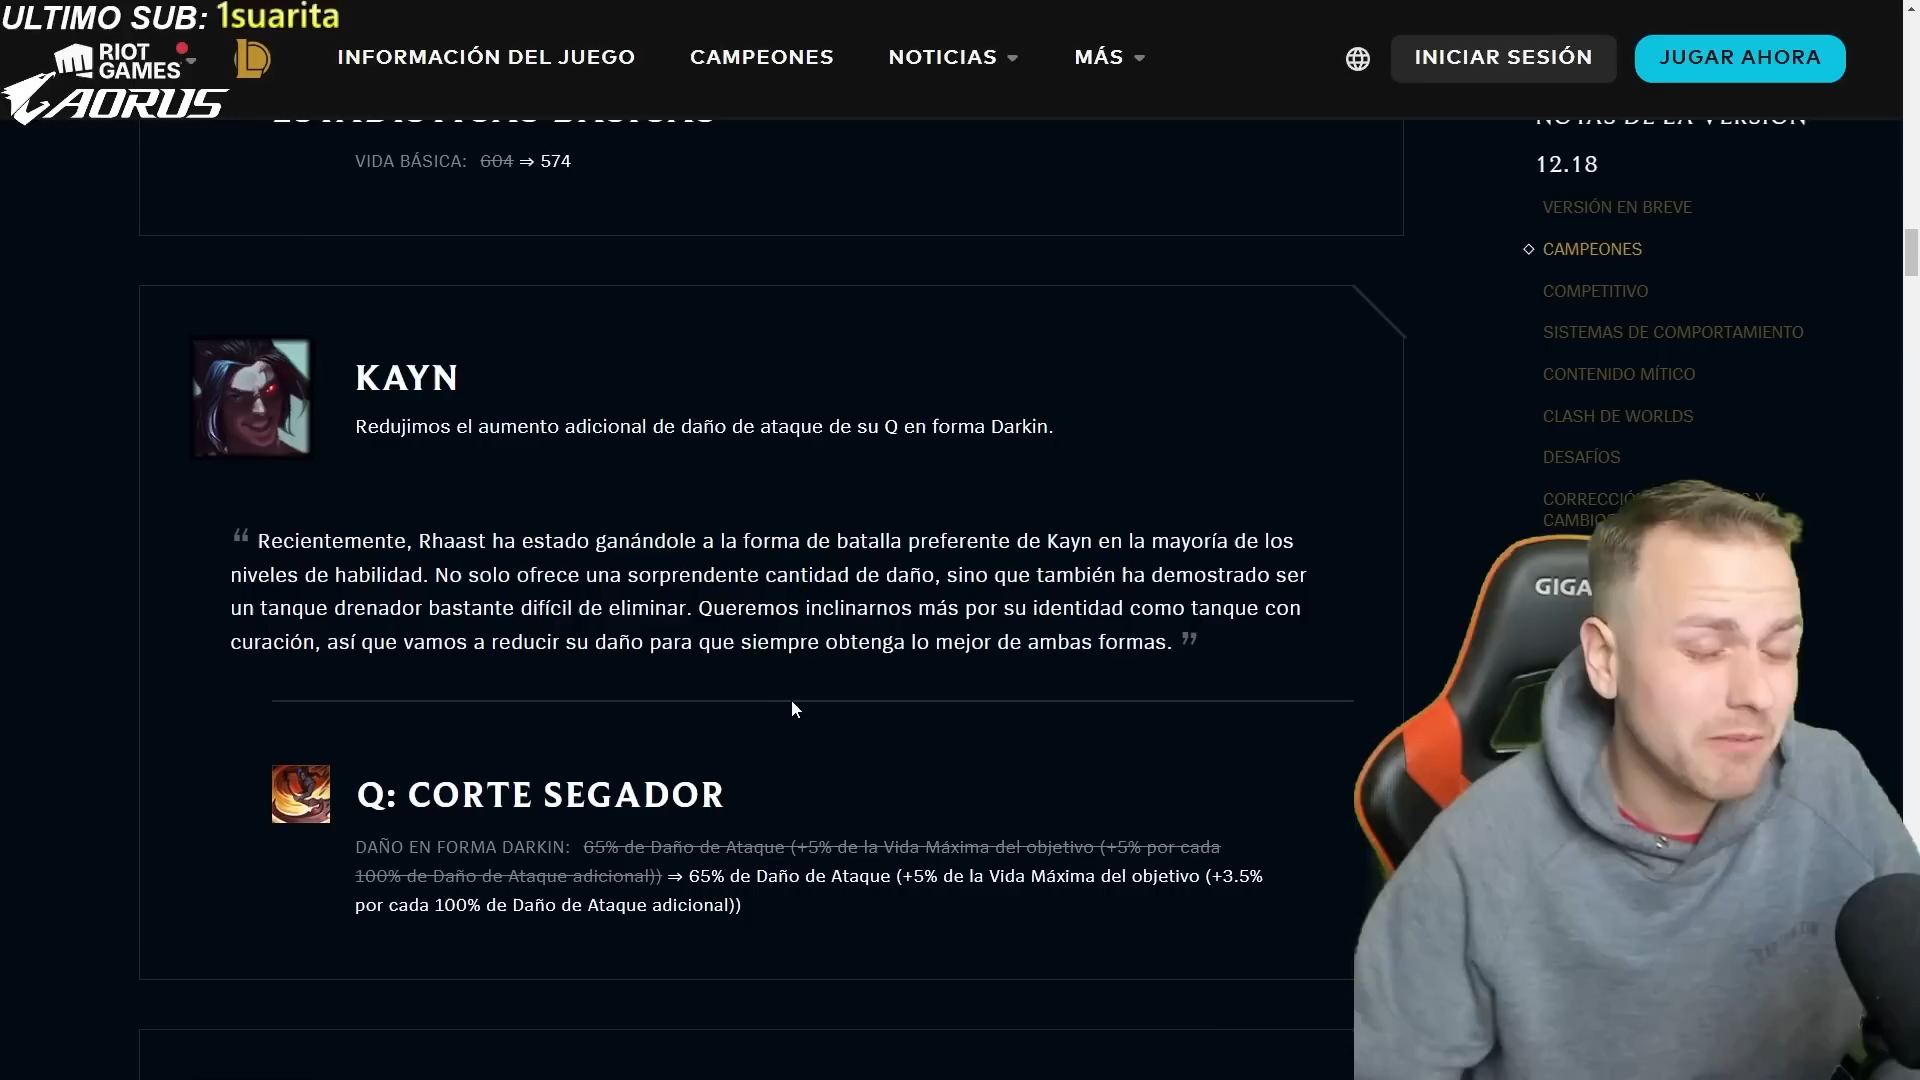 ULTIMO SUB: 1suarita
RIOT
GAMES
AORUS
INFORMACIÓN DEL JUEGO
CAMPEONES
NOTICIAS
MÁS
INICIAR SESIÓN
JUGAR AHORA
ESTADÍSTICAS BÁSICAS
VIDA BÁSICA: 604 ⇒ 574
KAYN
Redujimos el aumento adicional de daño de ataque de su Q en forma Darkin.
“ Recientemente, Rhaast ha estado ganándole a la forma de batalla preferente de Kayn en la mayoría de los
niveles de habilidad. No solo ofrece una sorprendente cantidad de daño, sino que también ha demostrado ser
un tanque drenador bastante difícil de eliminar. Queremos inclinarnos más por su identidad como tanque con
curación, así que vamos a reducir su daño para que siempre obtenga lo mejor de ambas formas. ”
Q: CORTE SEGADOR
DAÑO EN FORMA DARKIN: 65% de Daño de Ataque (+5% de la Vida Máxima del objetivo (+5% por cada
100% de Daño de Ataque adicional)) ⇒ 65% de Daño de Ataque (+5% de la Vida Máxima del objetivo (+3.5%
por cada 100% de Daño de Ataque adicional))
NOTAS DE LA VERSIÓN
12.18
VERSIÓN EN BREVE
CAMPEONES
COMPETITIVO
SISTEMAS DE COMPORTAMIENTO
CONTENIDO MÍTICO
CLASH DE WORLDS
DESAFÍOS
GIGA